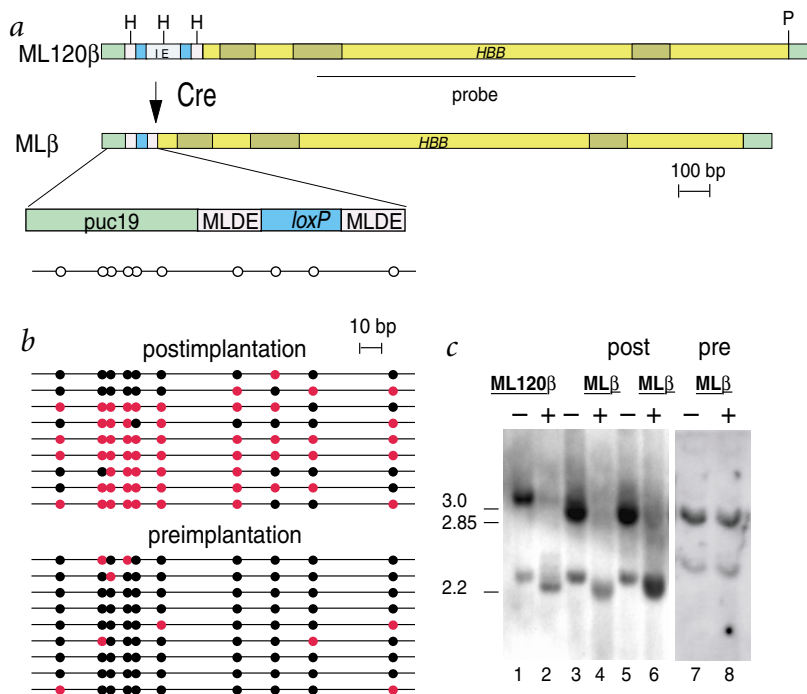 a
H H H P
ML120β
IE
HBB
probe
Cre
MLβ
HBB
100 bp
puc19 MLDE loxP MLDE
b
10 bp
postimplantation
preimplantation
c
post pre
ML120β MLβ MLβ MLβ
− + − + − + − +
3.0
2.85
2.2
1 2 3 4 5 6 7 8